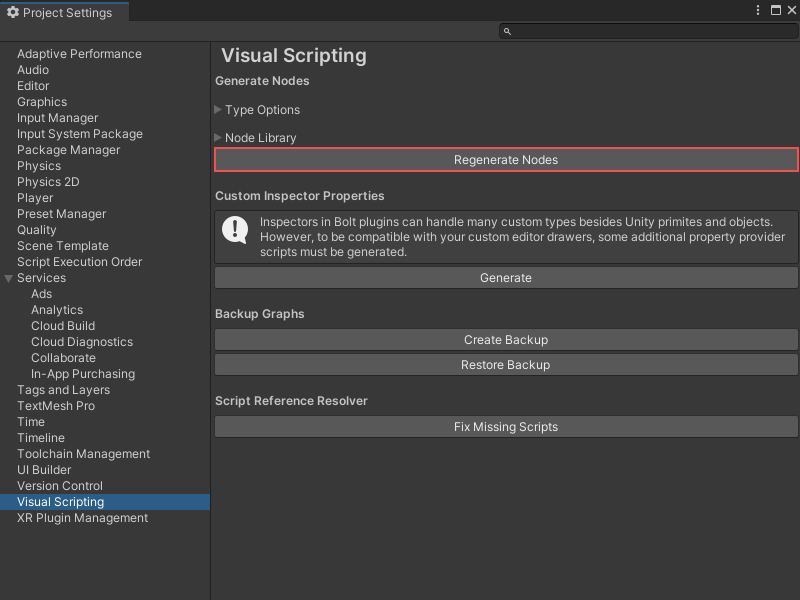 Project Settings
Adaptive Performance
Audio
Editor
Graphics
Input Manager
Input System Package
Package Manager
Physics
Physics 2D
Player
Preset Manager
Quality
Scene Template
Script Execution Order
Services
Ads
Analytics
Cloud Build
Cloud Diagnostics
Collaborate
In-App Purchasing
Tags and Layers
TextMesh Pro
Time
Timeline
Toolchain Management
UI Builder
Version Control
Visual Scripting
XR Plugin Management
Visual Scripting
Generate Nodes
Type Options
Node Library
Regenerate Nodes
Custom Inspector Properties
Inspectors in Bolt plugins can handle many custom types besides Unity primites and objects.
However, to be compatible with your custom editor drawers, some additional property provider
scripts must be generated.
Generate
Backup Graphs
Create Backup
Restore Backup
Script Reference Resolver
Fix Missing Scripts